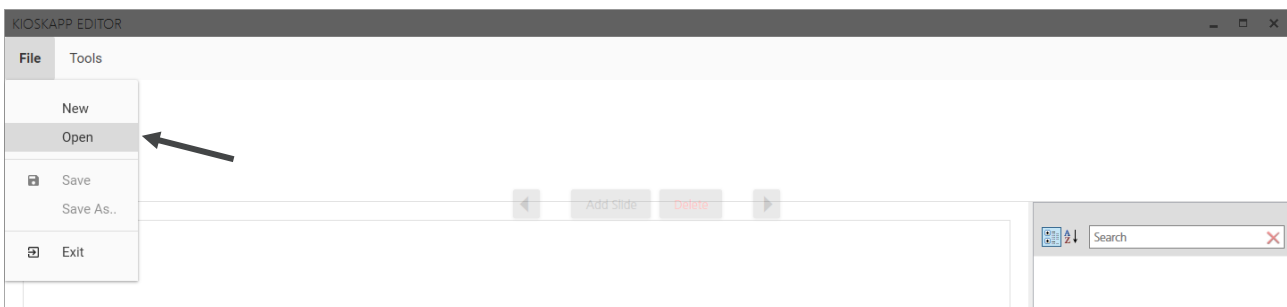 KIOSKAPP EDITOR
File Tools
New
Open
Save
Save As..
Exit
Add Slide Delete
A
Z
Search